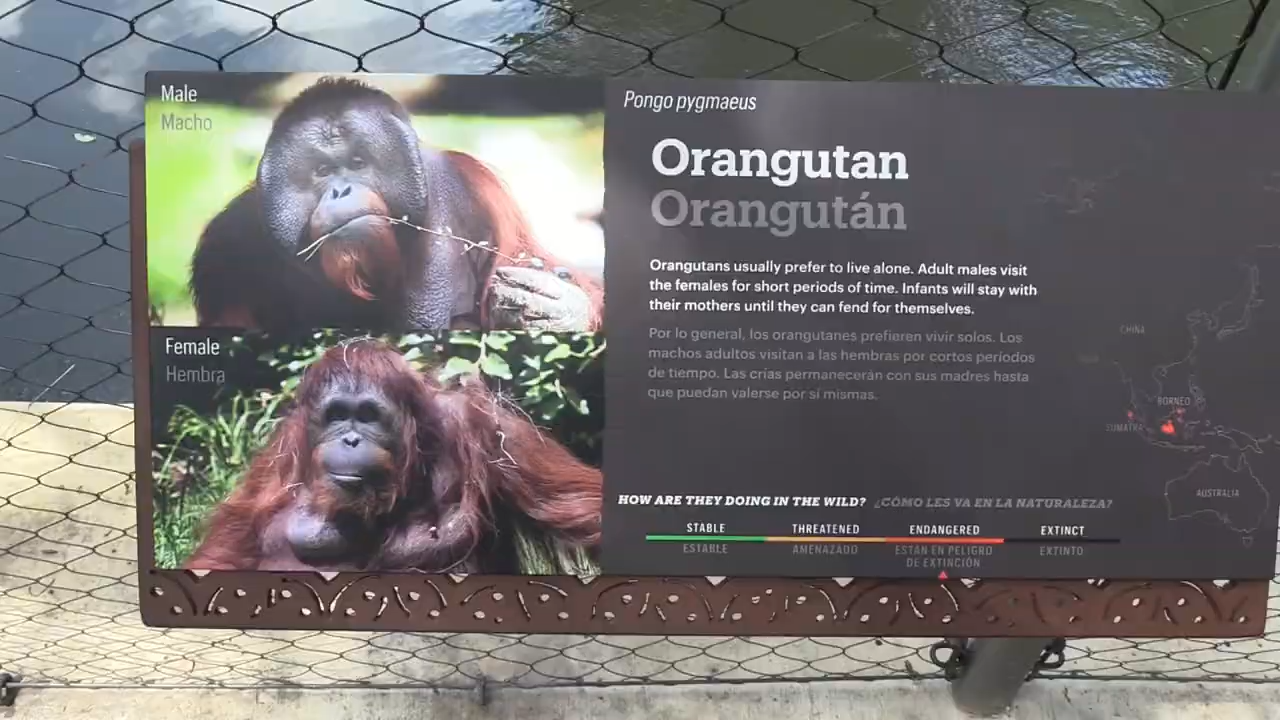 Male
Macho
Female
Hembra
Pongo pygmaeus
Orangutan
Orangután
Orangutans usually prefer to live alone. Adult males visit
the females for short periods of time. Infants will stay with
their mothers until they can fend for themselves.
Por lo general, los orangutanes prefieren vivir solos. Los
machos adultos visitan a las hembras por cortos periodos
de tiempo. Las crias permanecerán con sus madres hasta
que puedan valerse por sí mismas.
CHINA
BORNEO
SUMATRA
AUSTRALIA
HOW ARE THEY DOING IN THE WILD? ¿CÓMO LES VA EN LA NATURALEZA?
STABLE THREATENED ENDANGERED EXTINCT
ESTABLE AMENAZADO ESTÁN EN PELIGRO EXTINTO
DE EXTINCIÓN